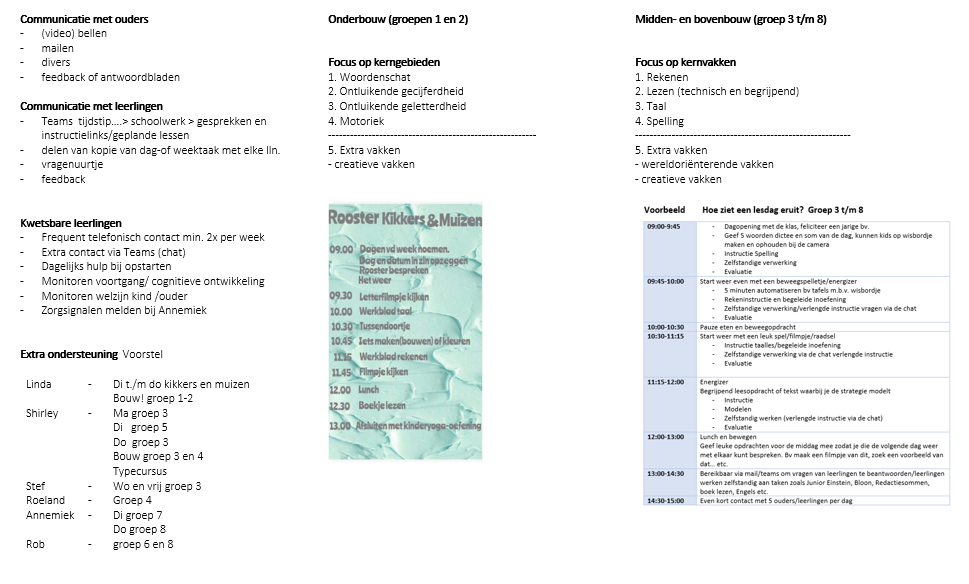 Communicatie met ouders
- (video) bellen
- mailen
- divers
- feedback of antwoordbladen
Communicatie met leerlingen
- Teams tijdstip….> schoolwerk > gesprekken en
instructielinks/geplande lessen
- delen van kopie van dag-of weektaak met elke lln.
- vragenuurtje
- feedback
Kwetsbare leerlingen
- Frequent telefonisch contact min. 2x per week
- Extra contact via Teams (chat)
- Dagelijks hulp bij opstarten
- Monitoren voortgang/ cognitieve ontwikkeling
- Monitoren welzijn kind /ouder
- Zorgsignalen melden bij Annemiek
Extra ondersteuning Voorstel
Linda - Di t./m do kikkers en muizen
Bouw! groep 1-2
Shirley - Ma groep 3
Di groep 5
Do groep 3
Bouw groep 3 en 4
Typecursus
Stef - Wo en vrij groep 3
Roeland - Groep 4
Annemiek - Di groep 7
Do groep 8
Rob - groep 6 en 8
Onderbouw (groepen 1 en 2)
Focus op kerngebieden
1. Woordenschat
2. Ontluikende gecijferdheid
3. Ontluikende geletterdheid
4. Motoriek
------------------------------------------------------
5. Extra vakken
- creatieve vakken
Rooster Kikkers & Muizen
09.00 Dagen vd week noemen.
Dag en datum in zin opzeggen
Rooster bespreken
Het weer
09.30 Letterfilmpje kijken
10.00 Werkblad taal
10.30 Tussendoortje
10.45 Iets maken(bouwen) of kleuren
11.15 Werkblad rekenen
11.45 Filmpje kijken
12.00 Lunch
12.30 Boekje lezen
13.00 Afsluiten met kinderyoga-oefening
Midden- en bovenbouw (groep 3 t/m 8)
Focus op kernvakken
1. Rekenen
2. Lezen (technisch en begrijpend)
3. Taal
4. Spelling
--------------------------------------------------------
5. Extra vakken
- wereldoriënterende vakken
- creatieve vakken
Voorbeeld Hoe ziet een lesdag eruit? Groep 3 t/m 8
09:00-9:45 - Dagopening met de klas, feliciteer een jarige bv.
- Geef 5 woorden dictee en som van de dag, kunnen kids op wisbordje
maken en ophouden bij de camera
- Instructie Spelling
- Zelfstandige verwerking
- Evaluatie
09:45-10:00 Start weer even met een beweegspelletje/energizer
- 5 minuten automatiseren bv tafels m.b.v. wisbordje
- Rekeninstructie en begeleide inoefening
- Zelfstandige verwerking/verlengde instructie vragen via de chat
- Evaluatie
10:00-10:30 Pauze eten en beweegopdracht
10:30-11:15 Start weer met een leuk spel/filmpje/raadsel
- Instructie taalles/begeleide inoefening
- Zelfstandige verwerking via de chat verlengde instructie
- Evaluatie
11:15-12:00 Energizer
Begrijpend leesopdracht of tekst waarbij je de strategie modelt
- Instructie
- Modelen
- Zelfstandig werken (verlengde instructie via de chat)
- Evaluatie
12:00-13:00 Lunch en bewegen
Geef leuke opdrachten voor de middag mee zodat je die de volgende dag weer
met elkaar kunt bespreken. Bv maak een filmpje van dit, zoek een voorbeeld van
dat… etc.
13:00-14:30 Bereikbaar via mail/teams om vragen van leerlingen te beantwoorden/leerlingen
werken zelfstandig aan taken zoals Junior Einstein, Bloon, Redactiesommen,
boek lezen, Engels etc.
14:30-15:00 Even kort contact met 5 ouders/leerlingen per dag